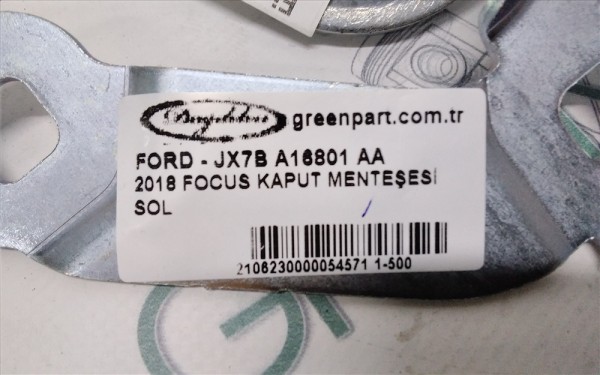 greenpart.com.tr
FORD - JX7B A16801 AA
2018 FOCUS KAPUT MENTEŞESİ
SOL
2106230000054571 1-500